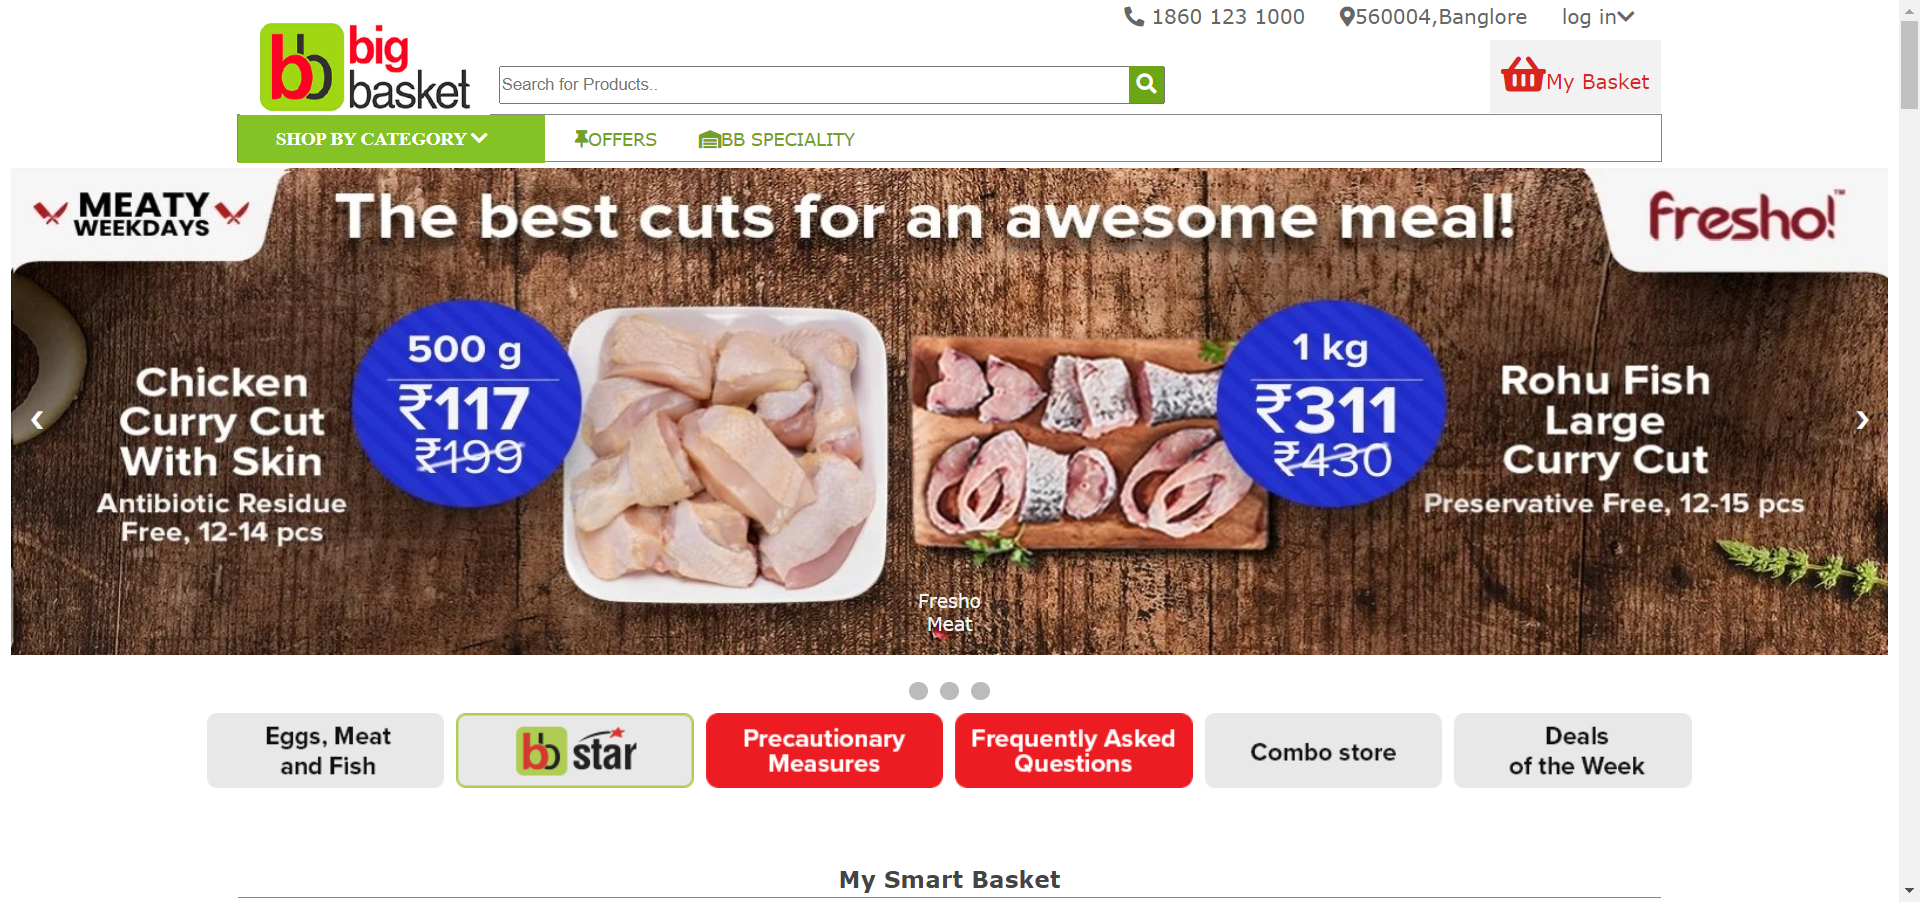 1860 123 1000
560004,Banglore
log in
bb big
basket
Search for Products..
My Basket
SHOP BY CATEGORY
OFFERS
BB SPECIALITY
MEATY
WEEKDAYS
The best cuts for an awesome meal!
fresho!™
Chicken
Curry Cut
With Skin
Antibiotic Residue
Free, 12-14 pcs
500 g
₹117
₹199
1 kg
₹311
₹430
Rohu Fish
Large
Curry Cut
Preservative Free, 12-15 pcs
Fresho
Meat
Eggs, Meat
and Fish
bb star
Precautionary
Measures
Frequently Asked
Questions
Combo store
Deals
of the Week
My Smart Basket